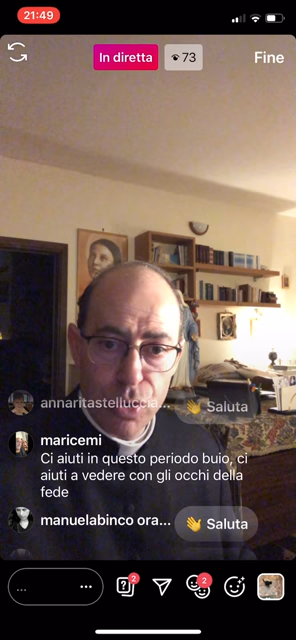 21:49
In diretta
73
Fine
annaritastelluccia...
Saluta
maricemi
Ci aiuti in questo periodo buio, ci
aiuti a vedere con gli occhi della
fede
manuelabinco ora...
Saluta
...
...
?
2
2